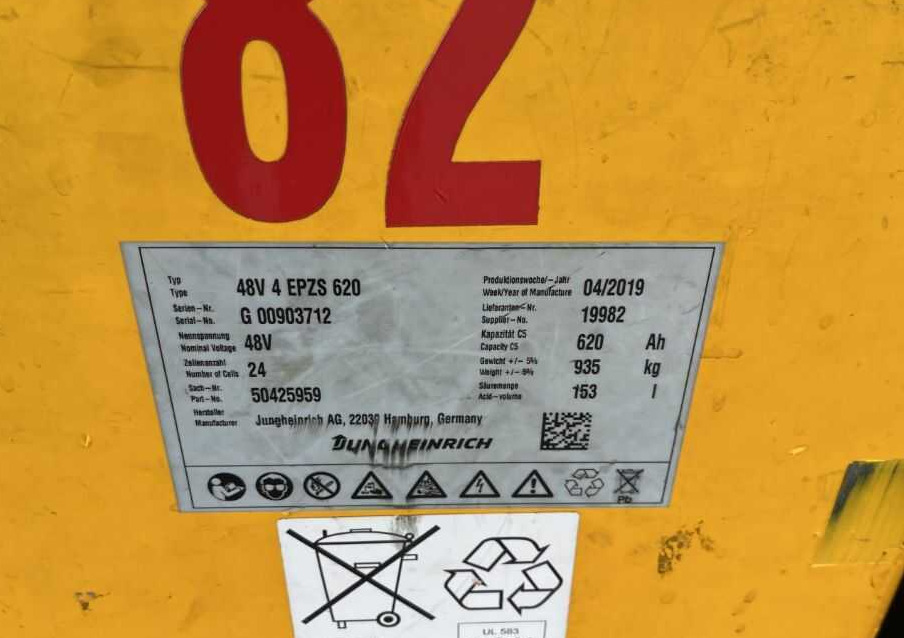 82
Typ Type 48V 4 EPZS 620 Produktionswoche/-Jahr Week/Year of Manufacture 04/2019
Serien-Nr. Serial-No. G 00903712 Lieferanten-Nr. Supplier-No. 19982
Nennspannung Nominal Voltage 48V Kapazität C5 Capacity C5 620 Ah
Zellenanzahl Number of Cells 24 Gewicht +/- 5% Weight +/- 5% 935 kg
Sach-Nr. Part-No. 50425959 Säuremenge Acid-volume 153 l
Hersteller Manufacturer Jungheinrich AG, 22039 Hamburg, Germany
JUNGHEINRICH
Pb
UL 583